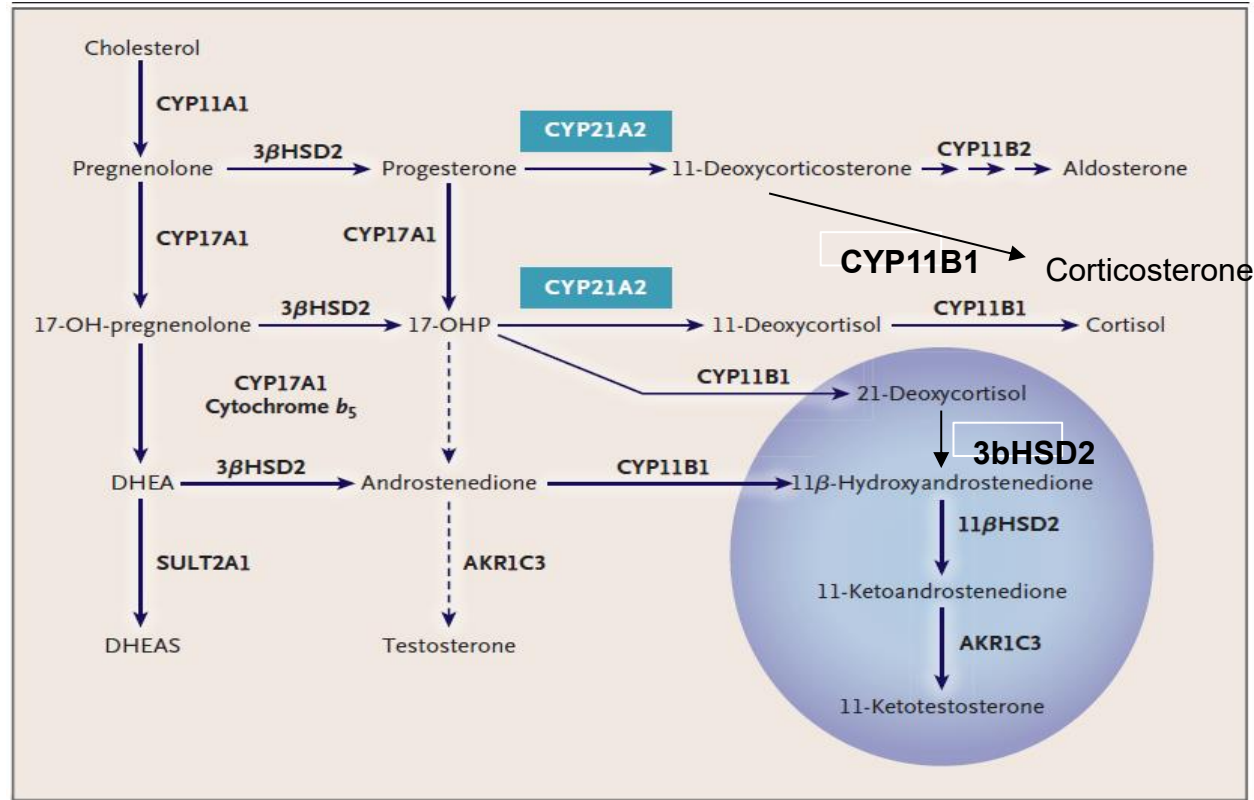 Cholesterol
CYP11A1
CYP21A2
3βHSD2
CYP11B2
Pregnenolone
Progesterone
11-Deoxycorticosterone
Aldosterone
CYP17A1
CYP17A1
CYP11B1
Corticosterone
CYP21A2
3βHSD2
CYP11B1
17-OH-pregnenolone
17-OHP
11-Deoxycortisol
Cortisol
CYP17A1
Cytochrome b5
CYP11B1
21-Deoxycortisol
3bHSD2
3βHSD2
CYP11B1
DHEA
Androstenedione
11β-Hydroxyandrostenedione
11βHSD2
SULT2A1
AKR1C3
11-Ketoandrostenedione
DHEAS
Testosterone
AKR1C3
11-Ketotestosterone